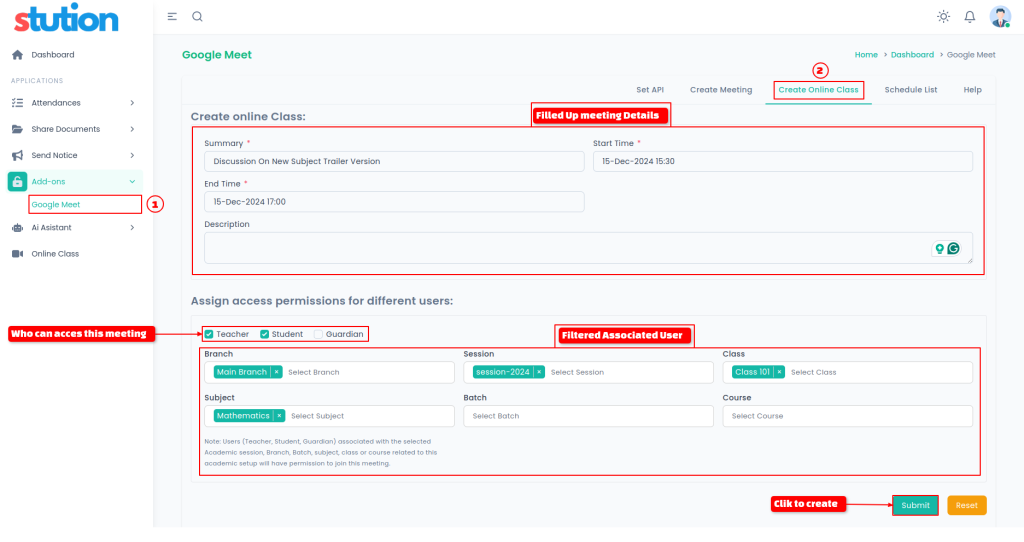 stution
Dashboard
APPLICATIONS
Attendances
Share Documents
Send Notice
Add-ons
Google Meet
1
Ai Asistant
Online Class
Google Meet
Home > Dashboard > Google Meet
2
Set API Create Meeting Create Online Class Schedule List Help
Create online Class:
Filled Up meeting Details
Summary * Start Time *
Discussion On New Subject Trailer Version 15-Dec-2024 15:30
End Time *
15-Dec-2024 17:00
Description
Assign access permissions for different users:
Who can acces this meeting
Teacher Student Guardian
Filtered Associated User
Branch Session Class
Main Branch × Select Branch session-2024 × Select Session Class 101 × Select Class
Subject Batch Course
Mathematics × Select Subject Select Batch Select Course
Note: Users (Teacher, Student, Guardian) associated with the selected
Academic session, Branch, Batch, subject, class or course related to this
academic setup will have permission to join this meeting.
Clik to create
Submit Reset